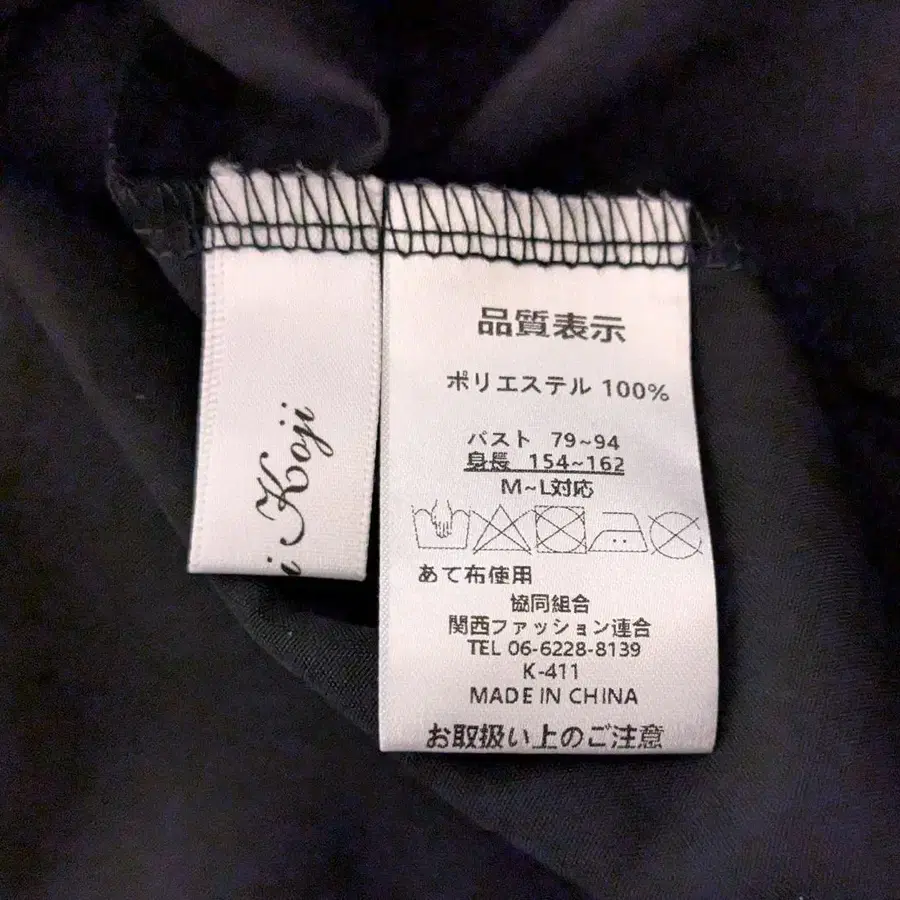 Koji
品質表示
ポリエステル 100%
バスト 79~94
身長 154~162
M~L対応
あて布使用
協同組合
関西ファッション連合
TEL 06-6228-8139
K-411
MADE IN CHINA
お取扱い上のご注意